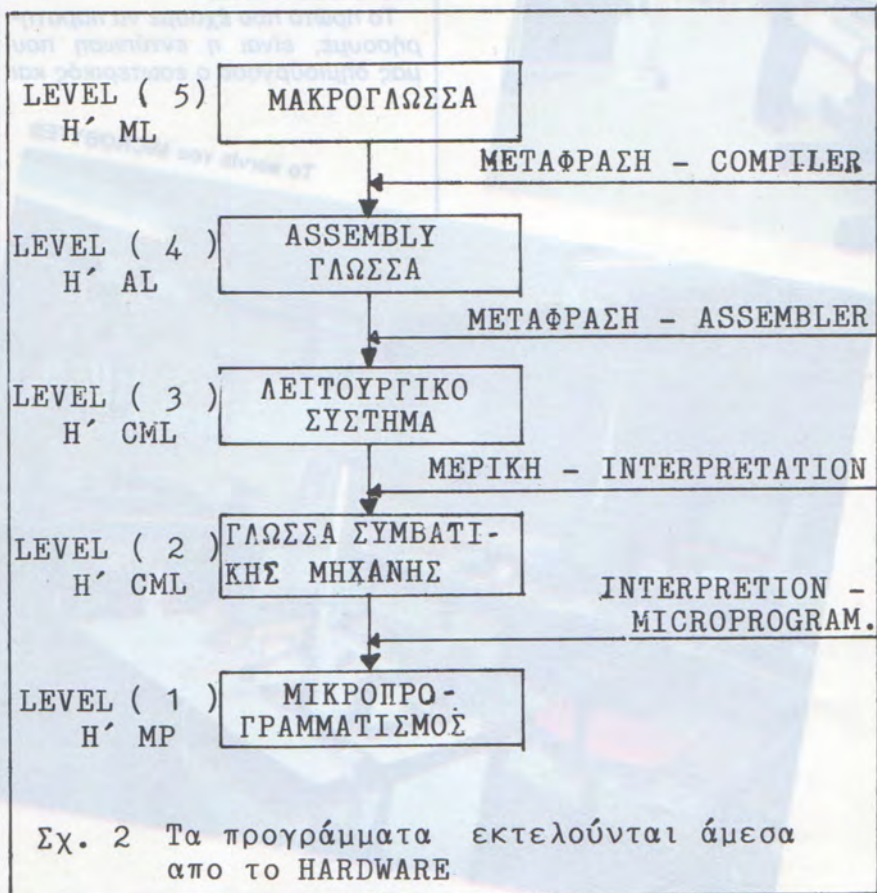 LEVEL ( 5) ΜΑΚΡΟΓΛΩΣΣΑ
Η΄ ML
ΜΕΤΑΦΡΑΣΗ - COMPILER
LEVEL ( 4 ) ASSEMBLY
Η΄ AL ΓΛΩΣΣΑ
ΜΕΤΑΦΡΑΣΗ - ASSEMBLER
LEVEL ( 3 ) ΛΕΙΤΟΥΡΓΙΚΟ
Η΄ CML ΣΥΣΤΗΜΑ
ΜΕΡΙΚΗ - INTERPRETATION
LEVEL ( 2 ) ΓΛΩΣΣΑ ΣΥΜΒΑΤΙ-
Η΄ CML ΚΗΣ ΜΗΧΑΝΗΣ
INTERPRETION -
MICROPROGRAM.
LEVEL ( 1 ) ΜΙΚΡΟΠΡΟ-
Η΄ MP ΓΡΑΜΜΑΤΙΣΜΟΣ
Σχ. 2 Τα προγράμματα εκτελούνται άμεσα
απο το HARDWARE